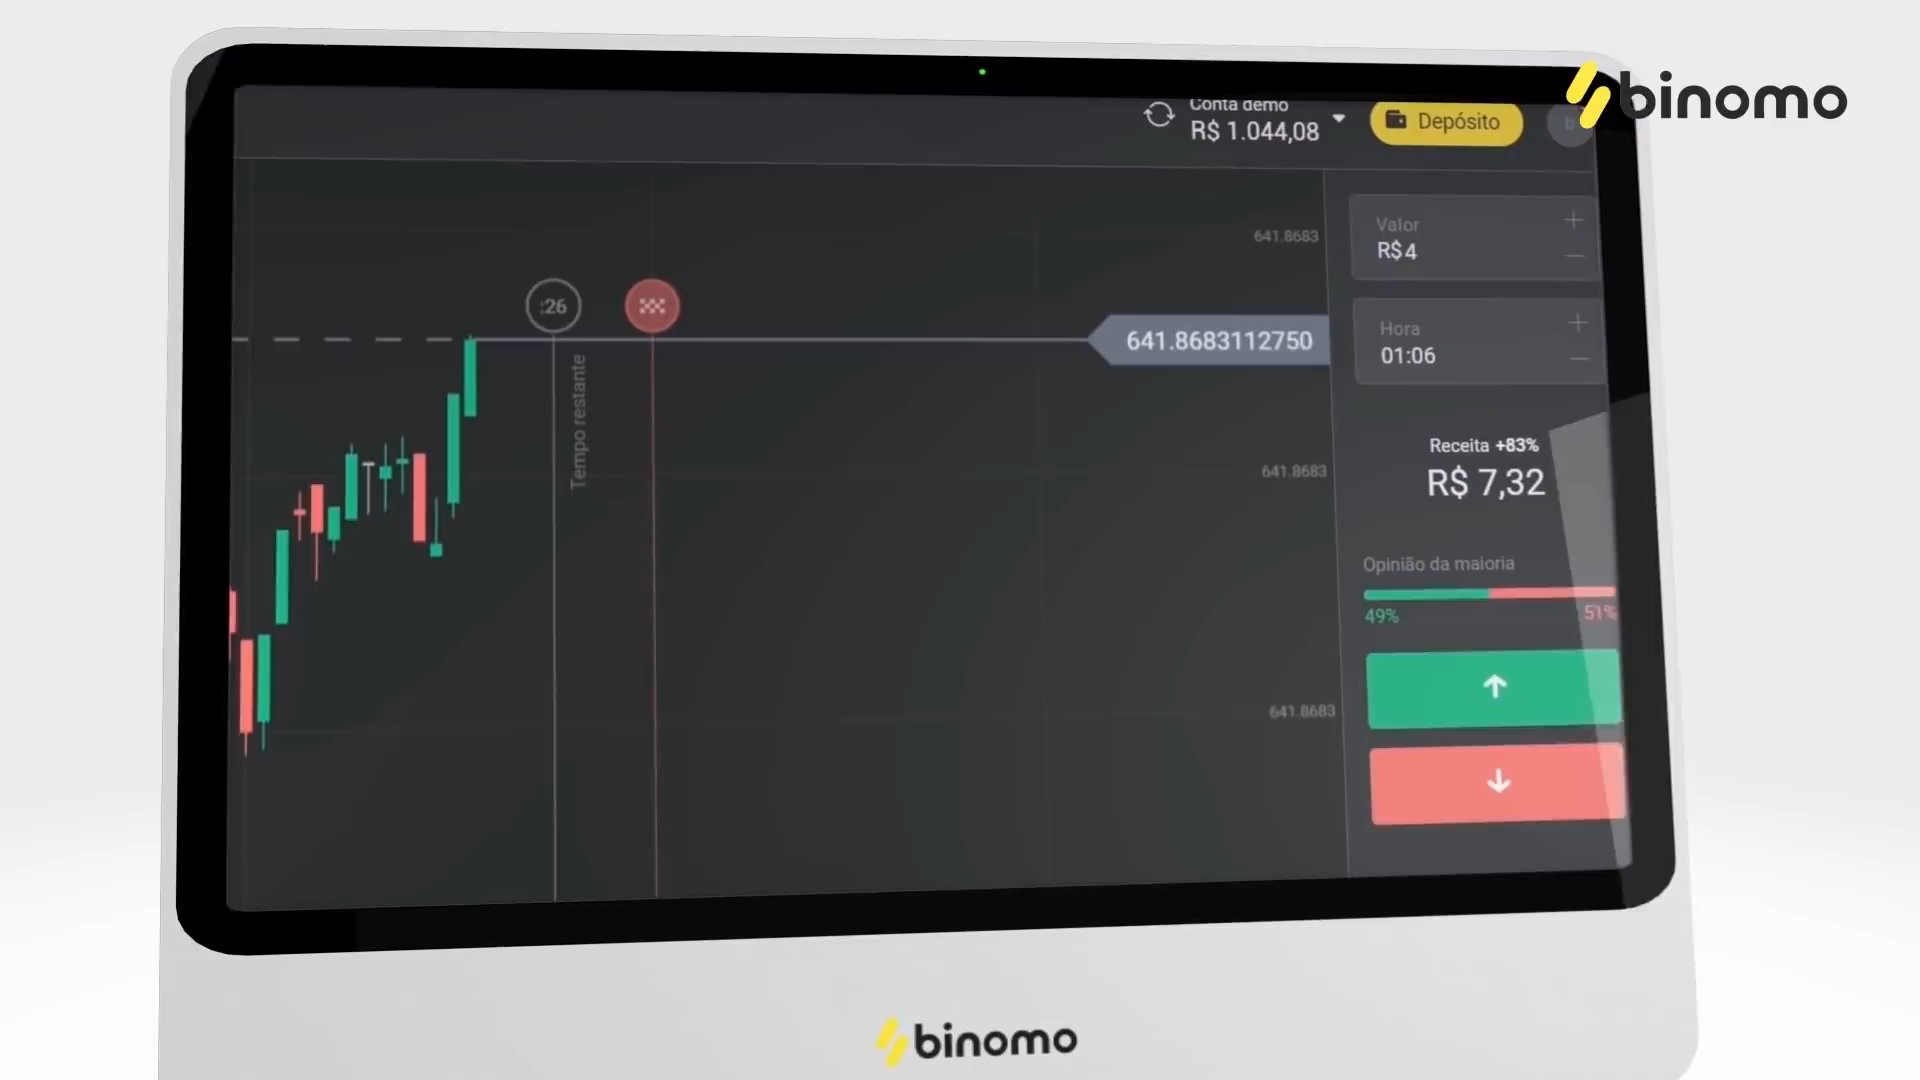 binomo
Conta demo
R$ 1.044,08
Depósito
641.8683
Valor
R$4
:26
641.8683112750
Hora
01:06
Tempo restante
Receita +83%
R$ 7,32
641.8683
Opinião da maioria
49%
51%
641.8683
binomo